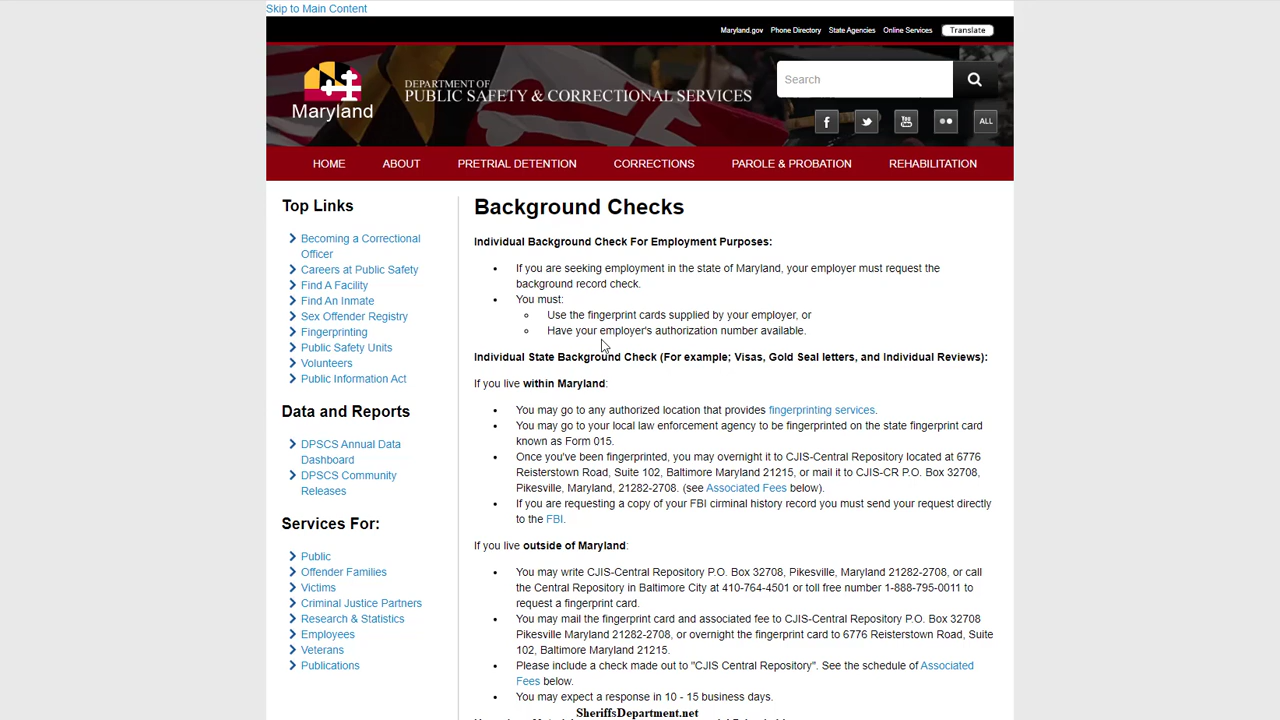 Skip to Main Content
Maryland.gov Phone Directory State Agencies Online Services Translate
Maryland
DEPARTMENT OF
PUBLIC SAFETY & CORRECTIONAL SERVICES
Search
f
You
Tube
ALL
HOME ABOUT PRETRIAL DETENTION CORRECTIONS PAROLE & PROBATION REHABILITATION
Top Links
Becoming a Correctional
Officer
Careers at Public Safety
Find A Facility
Find An Inmate
Sex Offender Registry
Fingerprinting
Public Safety Units
Volunteers
Public Information Act
Data and Reports
DPSCS Annual Data
Dashboard
DPSCS Community
Releases
Services For:
Public
Offender Families
Victims
Criminal Justice Partners
Research & Statistics
Employees
Veterans
Publications
Background Checks
Individual Background Check For Employment Purposes:
If you are seeking employment in the state of Maryland, your employer must request the
background record check.
You must:
Use the fingerprint cards supplied by your employer, or
Have your employer's authorization number available.
Individual State Background Check (For example; Visas, Gold Seal letters, and Individual Reviews):
If you live within Maryland:
You may go to any authorized location that provides fingerprinting services.
You may go to your local law enforcement agency to be fingerprinted on the state fingerprint card
known as Form 015.
Once you've been fingerprinted, you may overnight it to CJIS-Central Repository located at 6776
Reisterstown Road, Suite 102, Baltimore Maryland 21215, or mail it to CJIS-CR P.O. Box 32708,
Pikesville, Maryland, 21282-2708. (see Associated Fees below).
If you are requesting a copy of your FBI cirminal history record you must send your request directly
to the FBI.
If you live outside of Maryland:
You may write CJIS-Central Repository P.O. Box 32708, Pikesville, Maryland 21282-2708, or call
the Central Repository in Baltimore City at 410-764-4501 or toll free number 1-888-795-0011 to
request a fingerprint card.
You may mail the fingerprint card and associated fee to CJIS-Central Repository P.O. Box 32708
Pikesville Maryland 21282-2708, or overnight the fingerprint card to 6776 Reisterstown Road, Suite
102, Baltimore Maryland 21215.
Please include a check made out to "CJIS Central Repository". See the schedule of Associated
Fees below.
You may expect a response in 10 - 15 business days.
SheriffsDepartment.net